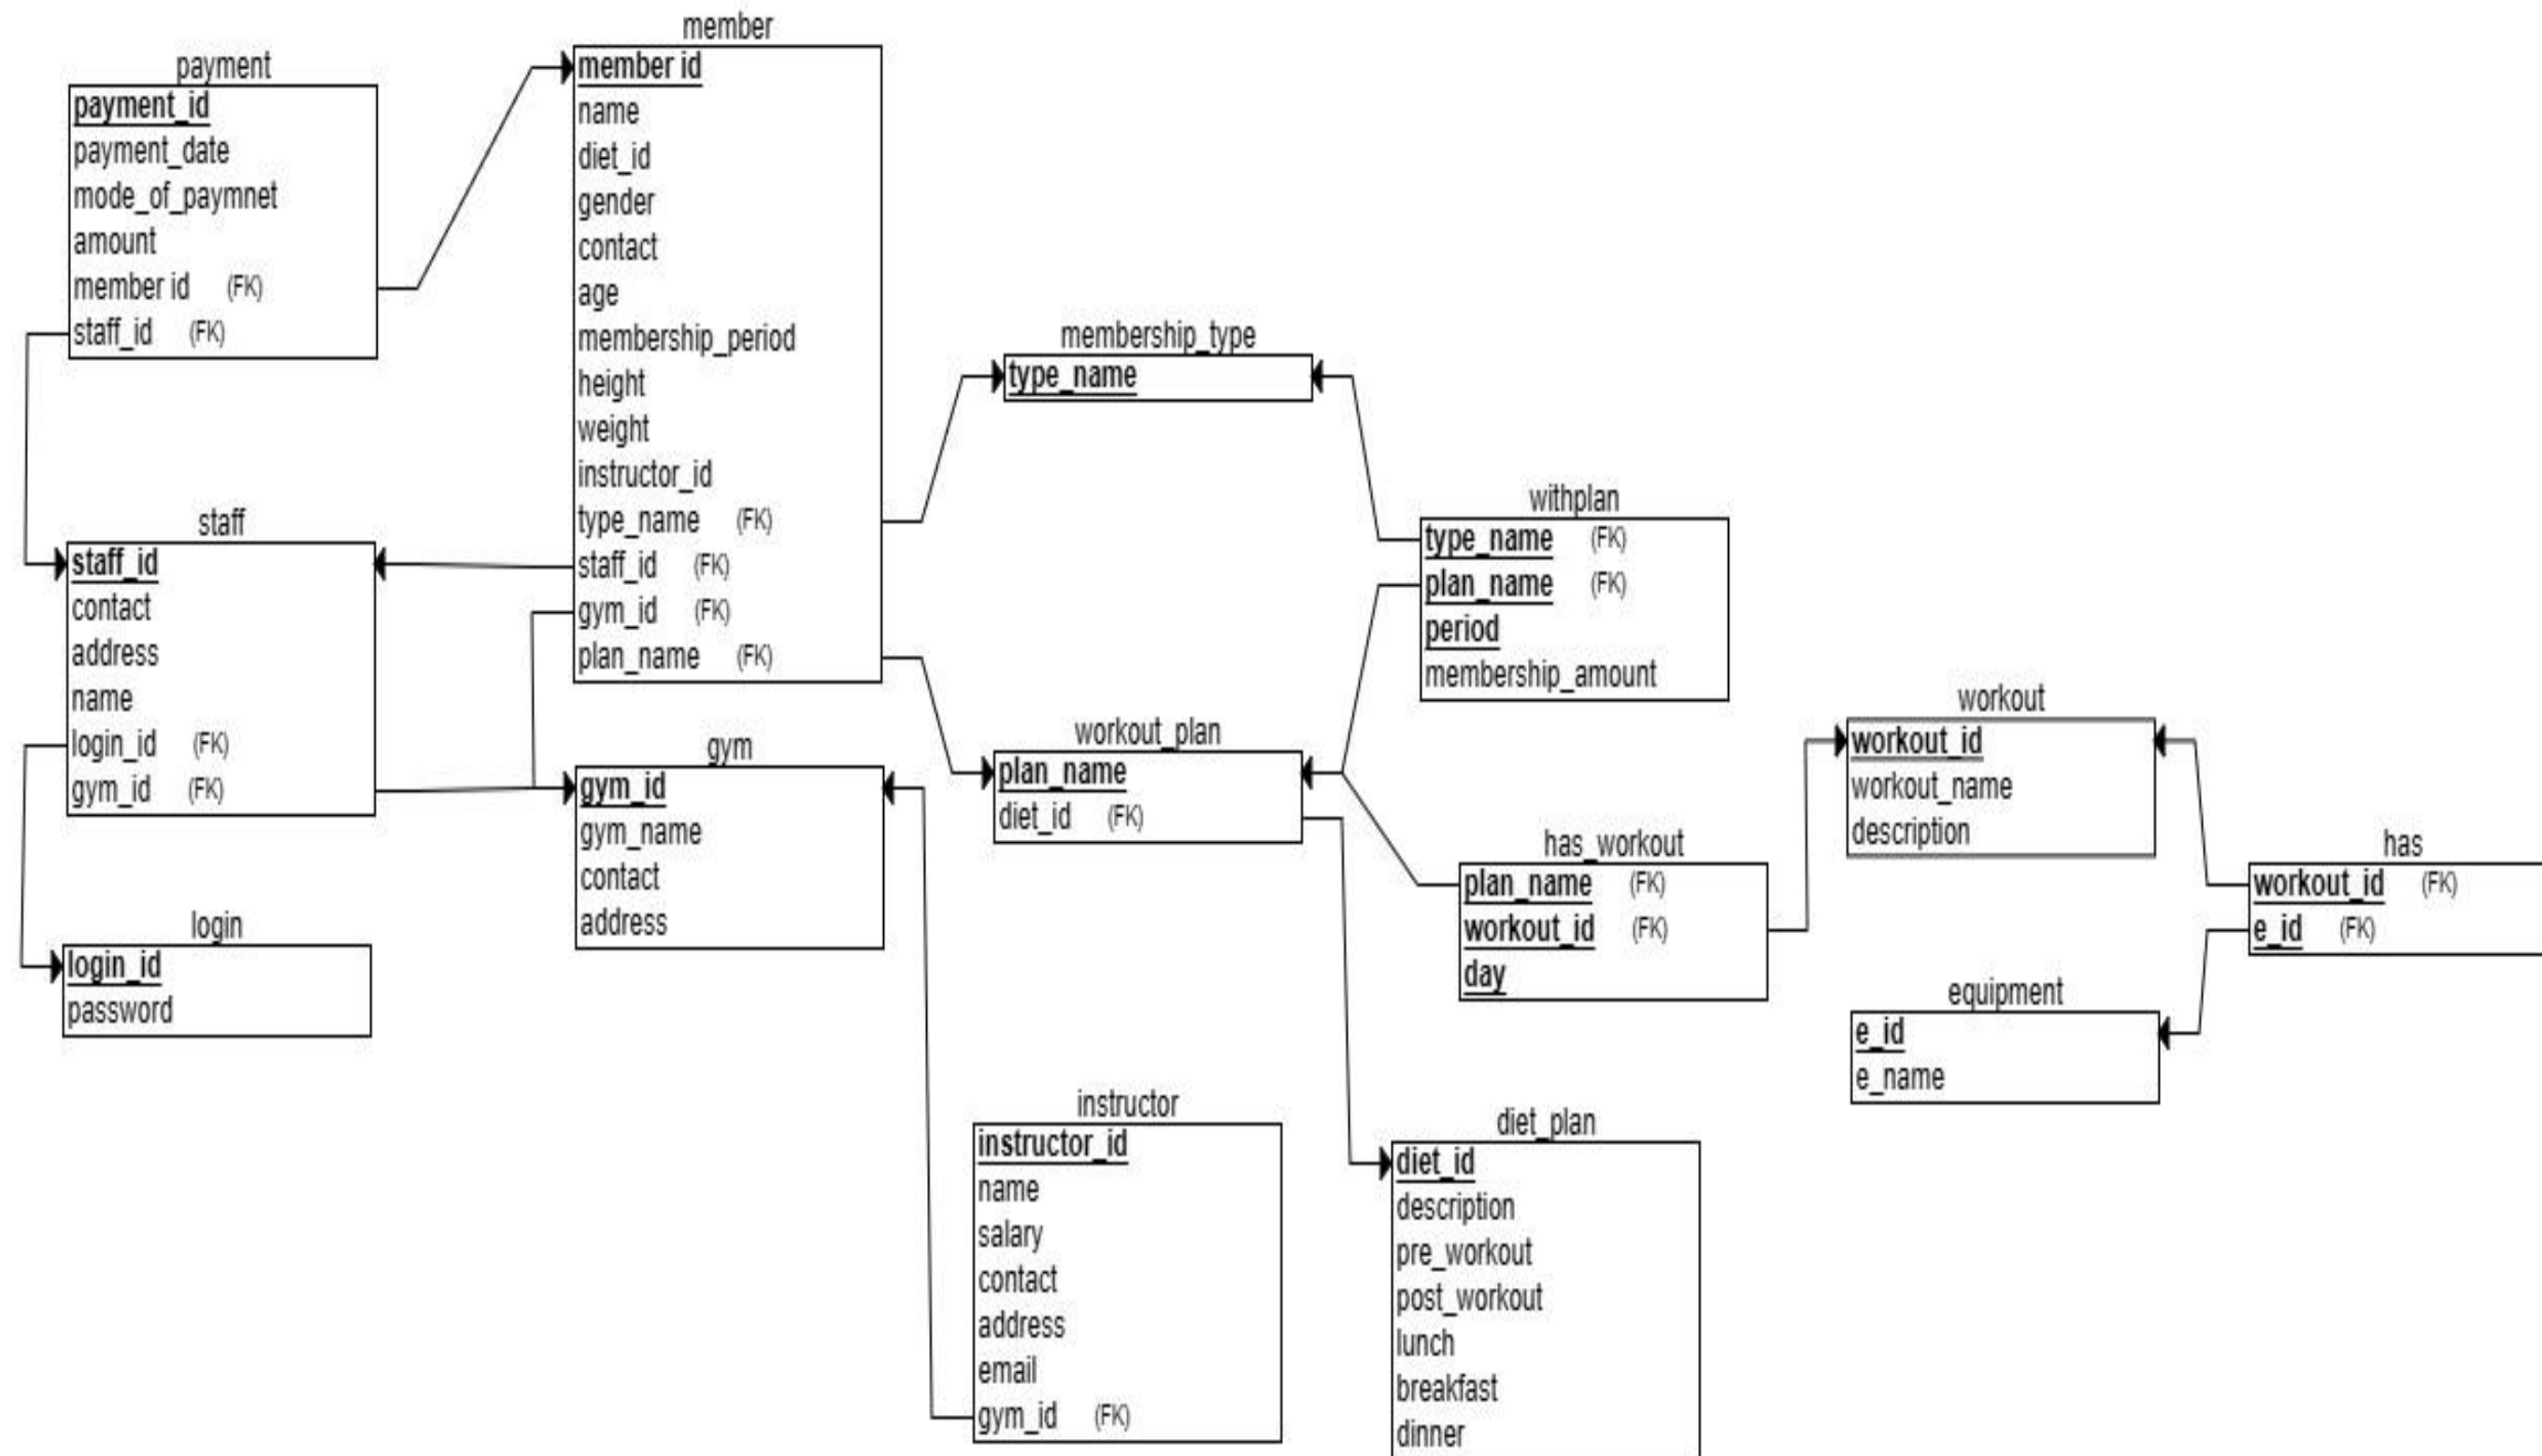 payment
payment_id
payment_date
mode_of_paymnet
amount
member id (FK)
staff_id (FK)
member
member id
name
diet_id
gender
contact
age
membership_period
height
weight
instructor_id
type_name (FK)
staff_id (FK)
gym_id (FK)
plan_name (FK)
membership_type
type_name
withplan
type_name (FK)
plan_name (FK)
period
membership_amount
staff
staff_id
contact
address
name
login_id (FK)
gym_id (FK)
gym
gym_id
gym_name
contact
address
workout_plan
plan_name
diet_id (FK)
workout
workout_id
workout_name
description
has_workout
plan_name (FK)
workout_id (FK)
day
has
workout_id (FK)
e_id (FK)
login
login_id
password
equipment
e_id
e_name
instructor
instructor_id
name
salary
contact
address
email
gym_id (FK)
diet_plan
diet_id
description
pre_workout
post_workout
lunch
breakfast
dinner